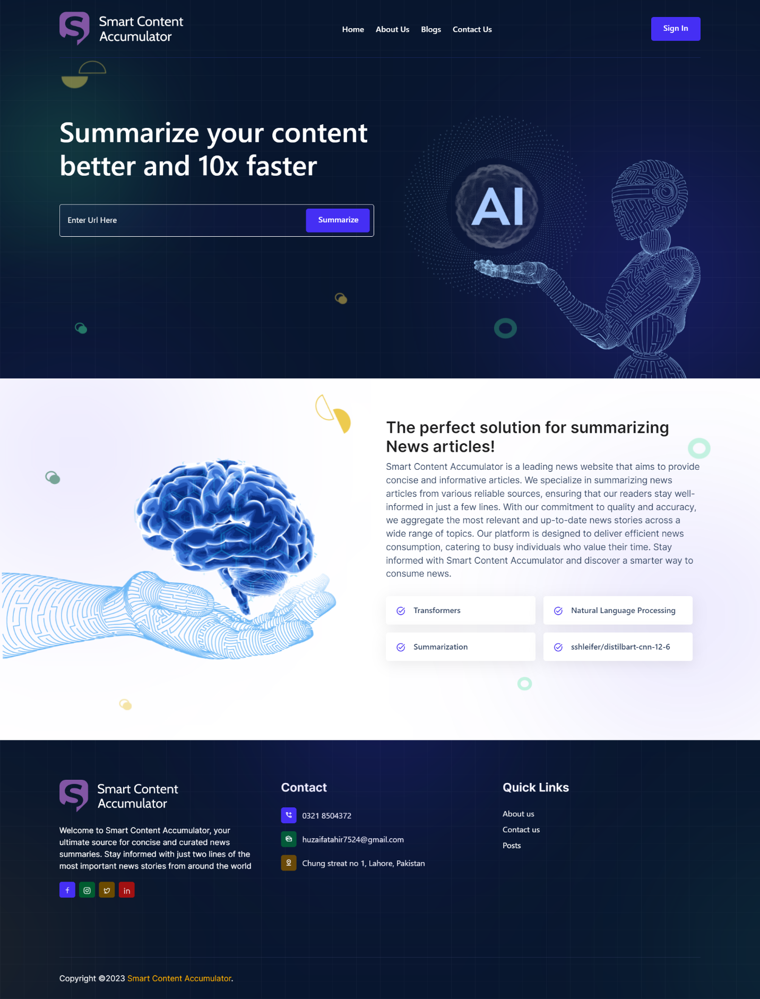 Smart Content
Accumulator
Home About Us Blogs Contact Us
Sign In
Summarize your content
better and 10x faster
Enter Url Here
Summarize
AI
The perfect solution for summarizing
News articles!
Smart Content Accumulator is a leading news website that aims to provide
concise and informative articles. We specialize in summarizing news
articles from various reliable sources, ensuring that our readers stay well-
informed in just a few lines. With our commitment to quality and accuracy,
we aggregate the most relevant and up-to-date news stories across a
wide range of topics. Our platform is designed to deliver efficient news
consumption, catering to busy individuals who value their time. Stay
informed with Smart Content Accumulator and discover a smarter way to
consume news.
Transformers
Natural Language Processing
Summarization
sshleifer/distilbart-cnn-12-6
Smart Content
Accumulator
Welcome to Smart Content Accumulator, your
ultimate source for concise and curated news
summaries. Stay informed with just two lines of the
most important news stories from around the world
Contact
0321 8504372
huzaifatahir7524@gmail.com
Chung streat no 1, Lahore, Pakistan
Quick Links
About us
Contact us
Posts
Copyright ©2023 Smart Content Accumulator.